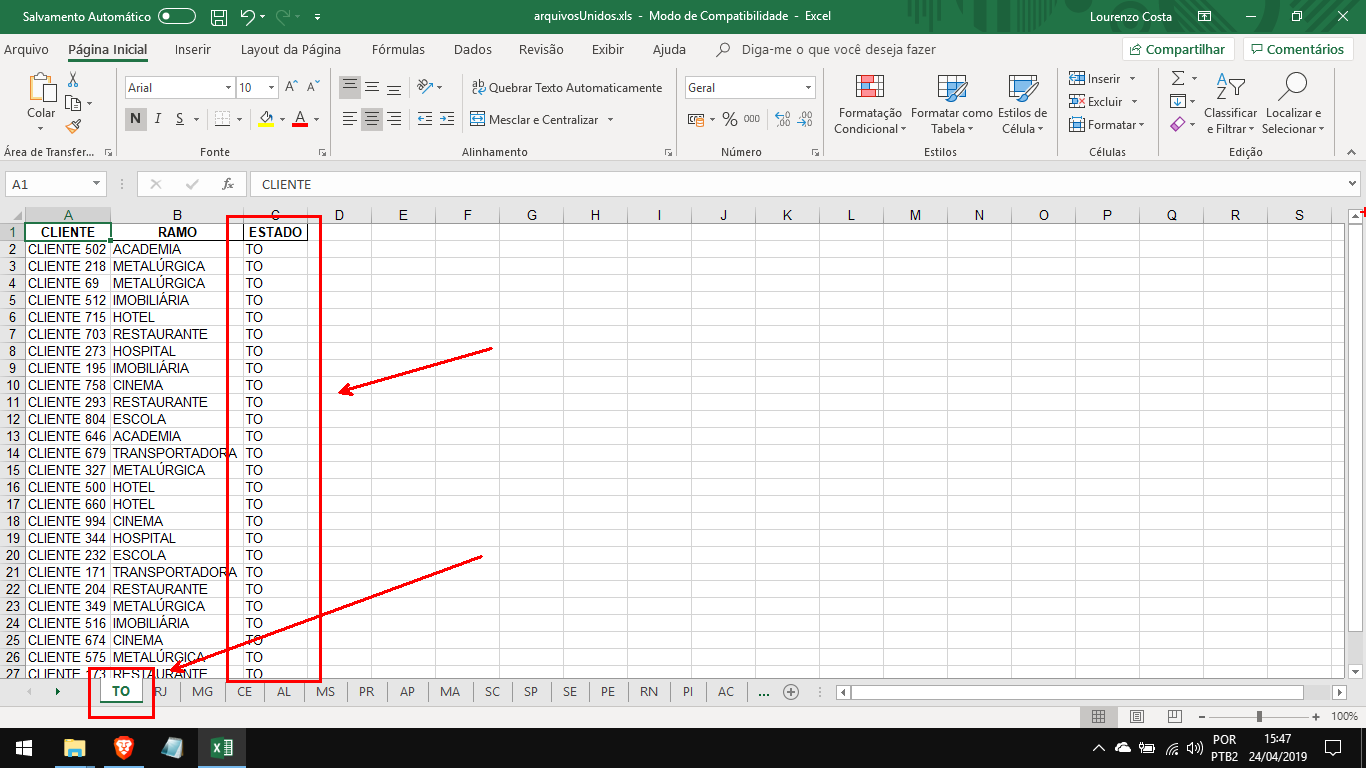 Salvamento Automático
arquivosUnidos.xls - Modo de Compatibilidade - Excel
Lourenzo Costa
Arquivo Página Inicial Inserir Layout da Página Fórmulas Dados Revisão Exibir Ajuda Diga-me o que você deseja fazer Compartilhar Comentários
Colar
Área de Transfer...
Arial 10
N I S
Fonte
Quebrar Texto Automaticamente
Mesclar e Centralizar
Alinhamento
Geral
% 000
Número
Formatação Condicional
Formatar como Tabela
Estilos de Célula
Estilos
Inserir
Excluir
Formatar
Células
Classificar e Filtrar
Localizar e Selecionar
Edição
A1 fx CLIENTE
A B C D E F G H I J K L M N O P Q R S
1 CLIENTE RAMO ESTADO
2 CLIENTE 502 ACADEMIA TO
3 CLIENTE 218 METALÚRGICA TO
4 CLIENTE 69 METALÚRGICA TO
5 CLIENTE 512 IMOBILIÁRIA TO
6 CLIENTE 715 HOTEL TO
7 CLIENTE 703 RESTAURANTE TO
8 CLIENTE 273 HOSPITAL TO
9 CLIENTE 195 IMOBILIÁRIA TO
10 CLIENTE 758 CINEMA TO
11 CLIENTE 293 RESTAURANTE TO
12 CLIENTE 804 ESCOLA TO
13 CLIENTE 646 ACADEMIA TO
14 CLIENTE 679 TRANSPORTADORA TO
15 CLIENTE 327 METALÚRGICA TO
16 CLIENTE 500 HOTEL TO
17 CLIENTE 660 HOTEL TO
18 CLIENTE 994 CINEMA TO
19 CLIENTE 344 HOSPITAL TO
20 CLIENTE 232 ESCOLA TO
21 CLIENTE 171 TRANSPORTADORA TO
22 CLIENTE 204 RESTAURANTE TO
23 CLIENTE 349 METALÚRGICA TO
24 CLIENTE 516 IMOBILIÁRIA TO
25 CLIENTE 674 CINEMA TO
26 CLIENTE 575 METALÚRGICA TO
27 CLIENTE 173 RESTAURANTE TO
TO RJ MG CE AL MS PR AP MA SC SP SE PE RN PI AC ...
100%
POR 15:47
PTB2 24/04/2019